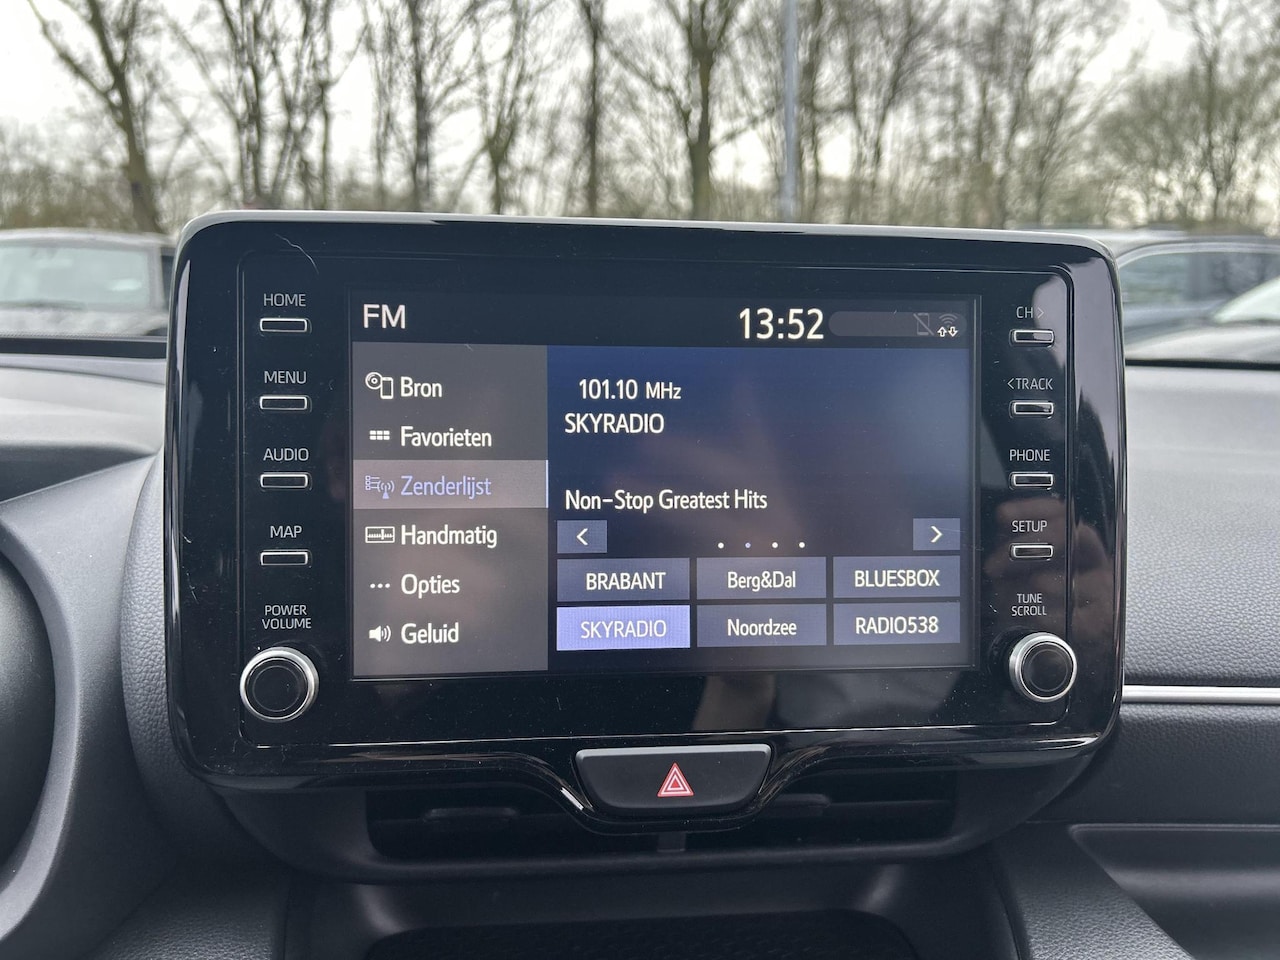 HOME
MENU
AUDIO
MAP
POWER
VOLUME
FM
13:52
Bron
Favorieten
Zenderlijst
Handmatig
Opties
Geluid
101.10 MHz
SKYRADIO
Non-Stop Greatest Hits
< >
BRABANT Berg&Dal BLUESBOX
SKYRADIO Noordzee RADIO538
CH >
< TRACK
PHONE
SETUP
TUNE
SCROLL